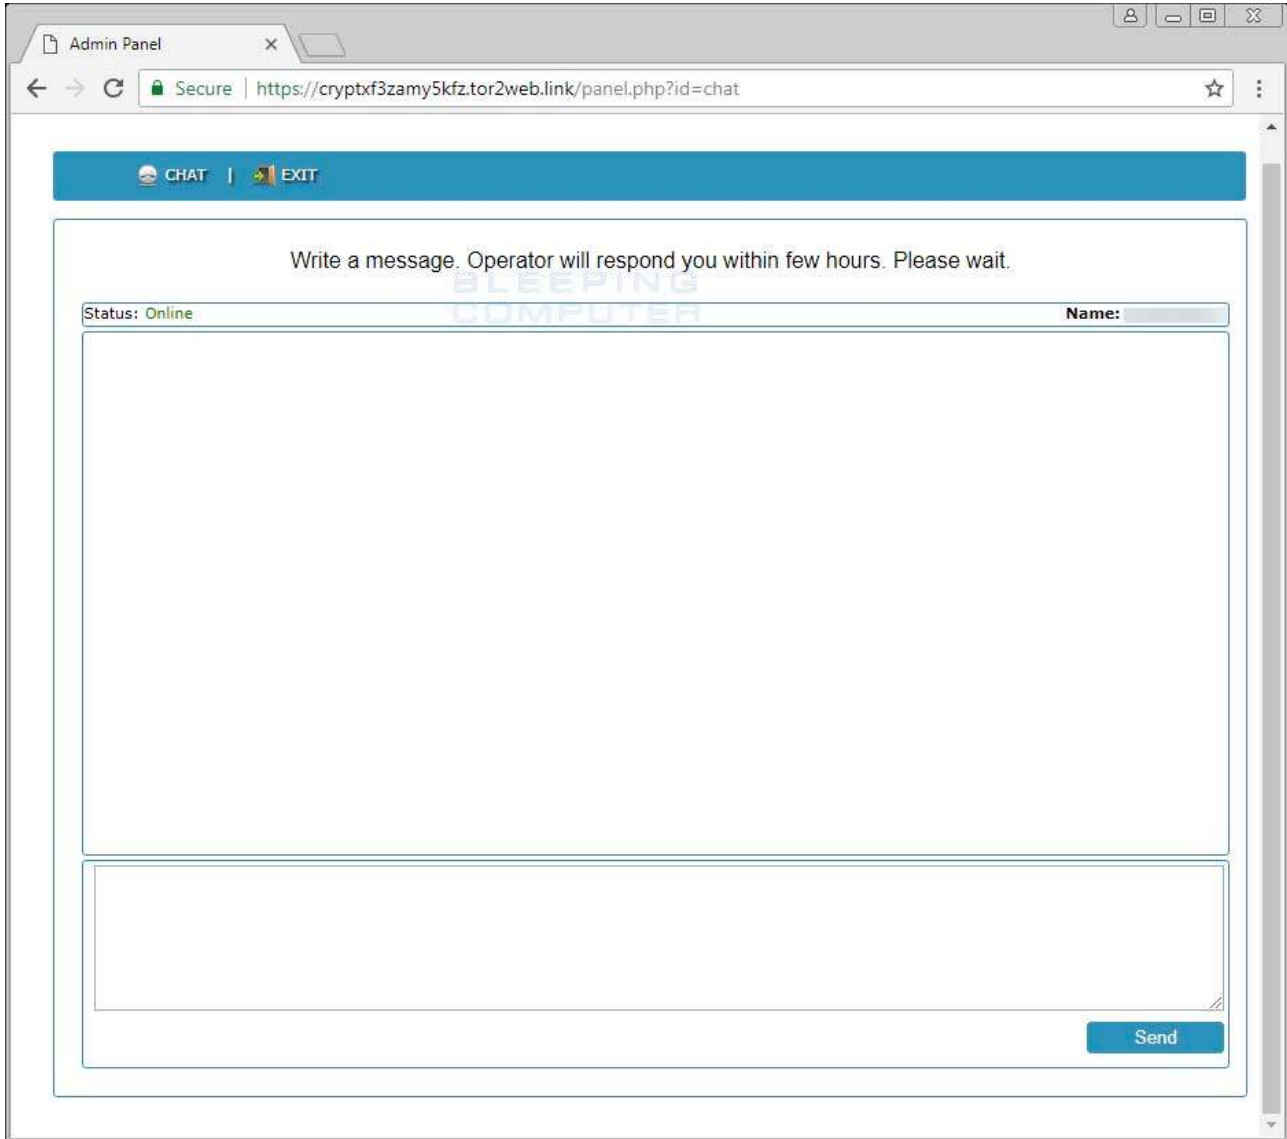 Admin Panel
Secure | https://cryptxf3zamy5kfz.tor2web.link/panel.php?id=chat
CHAT | EXIT
Write a message. Operator will respond you within few hours. Please wait.
BLEEPING
COMPUTER
Status: Online Name:
Send